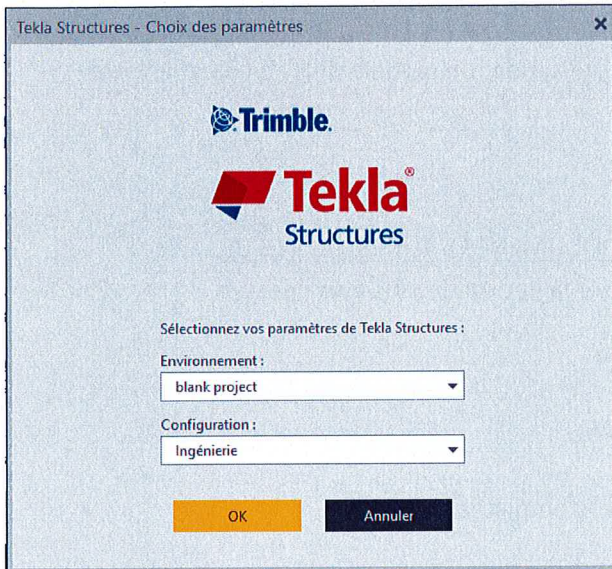 Tekla Structures - Choix des paramètres
Trimble.
Tekla®
Structures
Sélectionnez vos paramètres de Tekla Structures :
Environnement :
blank project
Configuration :
Ingénierie
OK
Annuler